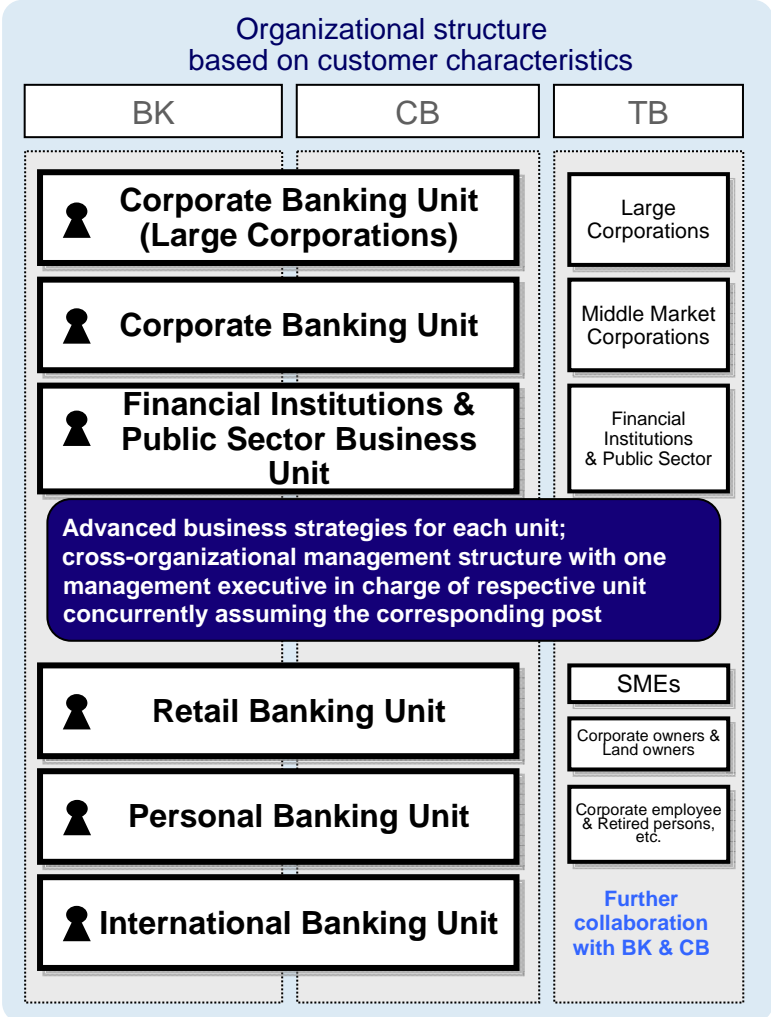 Organizational structure
based on customer characteristics
BK
CB
TB
Corporate Banking Unit
(Large Corporations)
Large
Corporations
Corporate Banking Unit
Middle Market
Corporations
Financial Institutions &
Public Sector Business
Unit
Financial
Institutions
& Public Sector
Advanced business strategies for each unit;
cross-organizational management structure with one
management executive in charge of respective unit
concurrently assuming the corresponding post
Retail Banking Unit
SMEs
Corporate owners &
Land owners
Personal Banking Unit
Corporate employee
& Retired persons,
etc.
International Banking Unit
Further
collaboration
with BK & CB